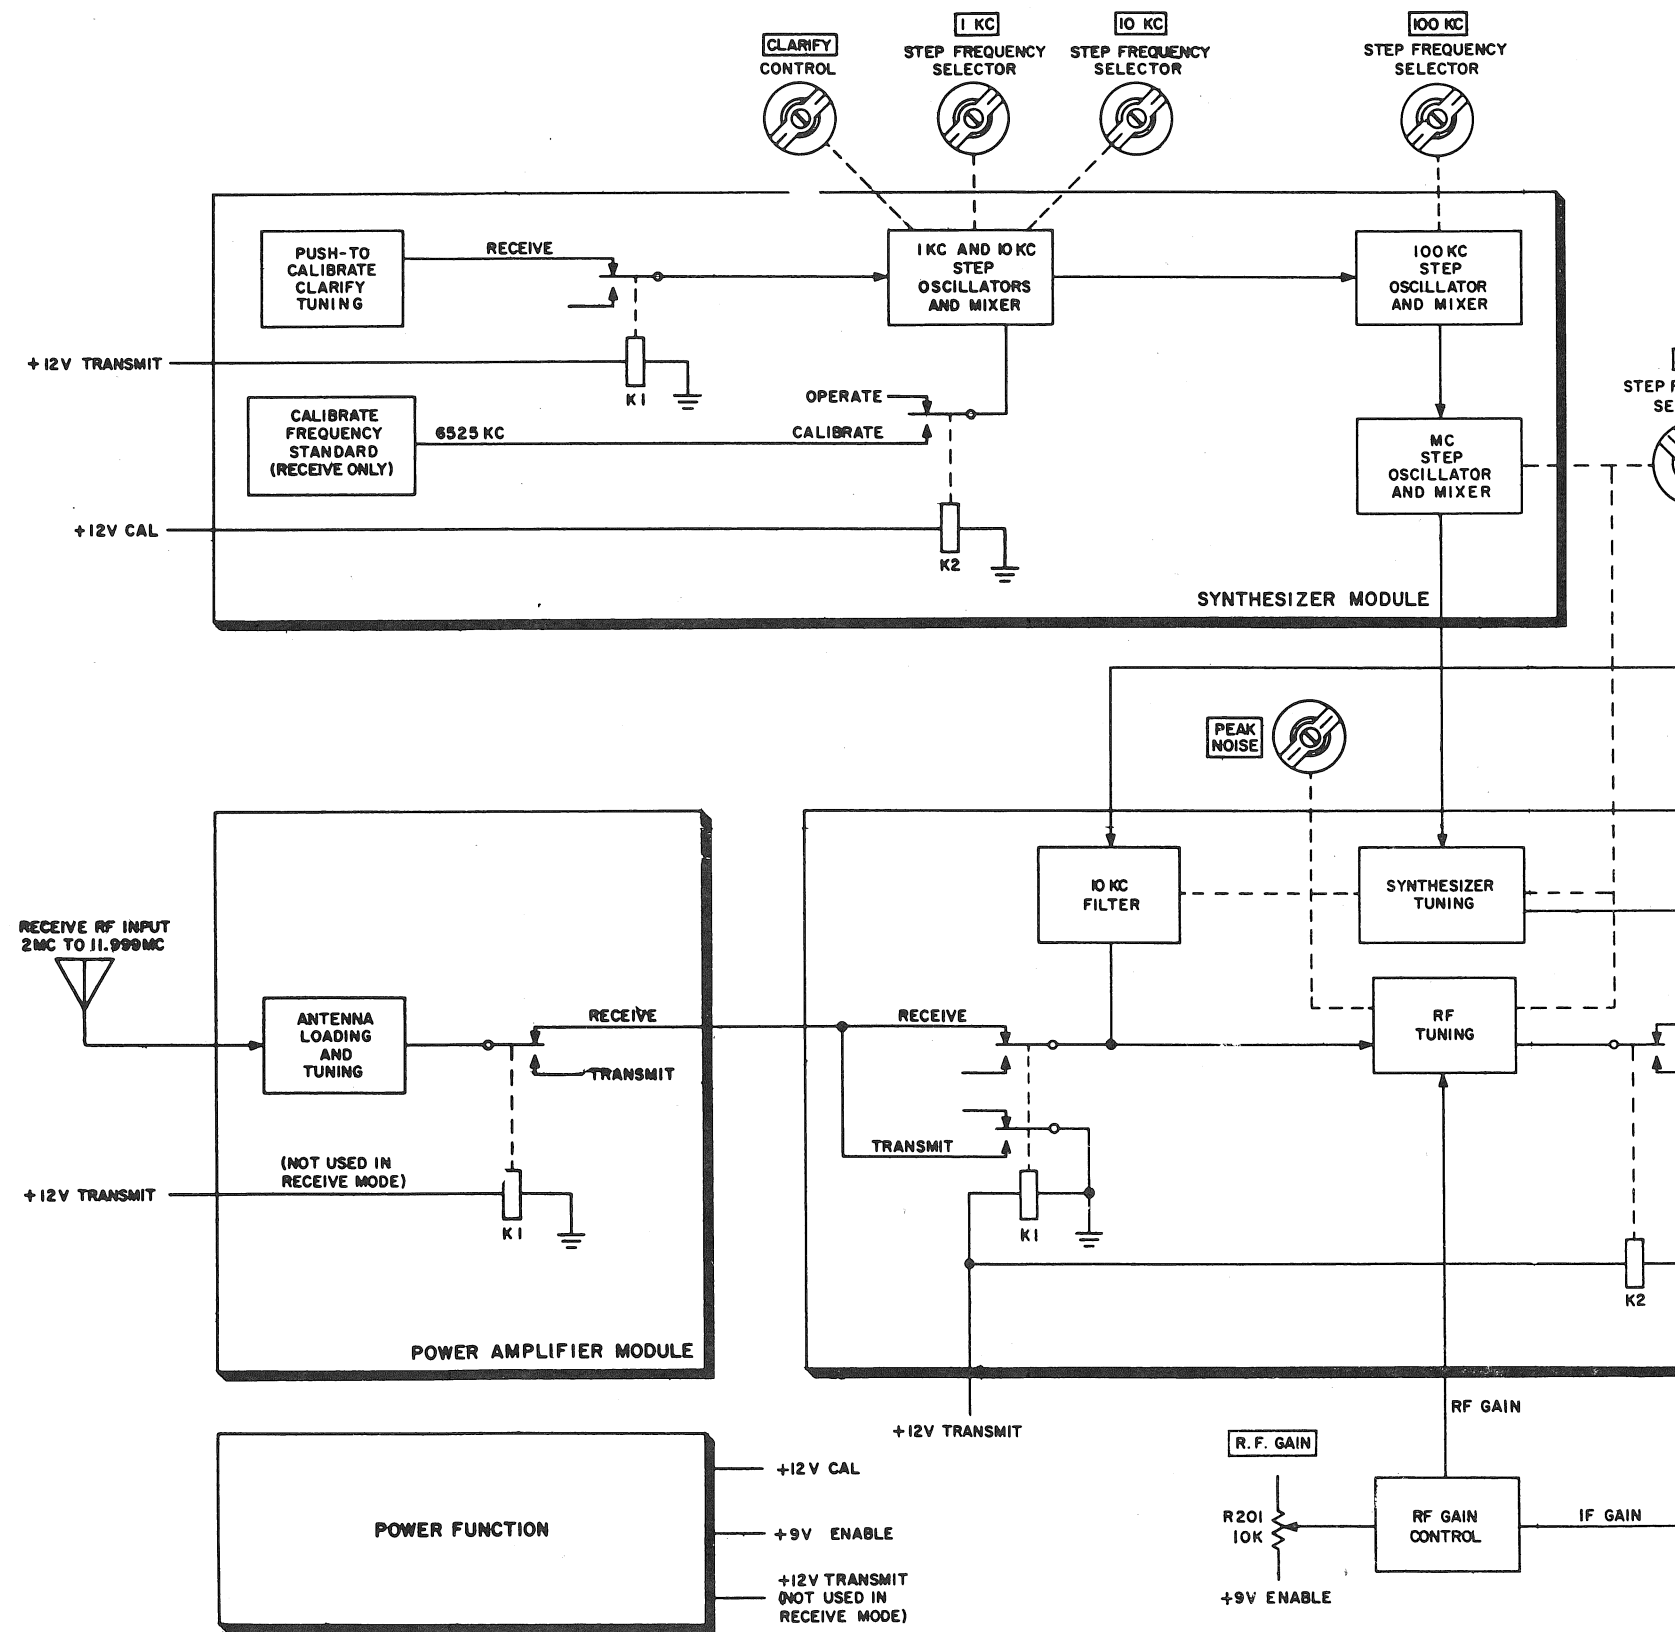 CLARIFY
CONTROL
1 KC
STEP FREQUENCY
SELECTOR
10 KC
STEP FREQUENCY
SELECTOR
100 KC
STEP FREQUENCY
SELECTOR
PUSH-TO
CALIBRATE
CLARIFY
TUNING
RECEIVE
1KC AND 10KC
STEP
OSCILLATORS
AND MIXER
100KC
STEP
OSCILLATOR
AND MIXER
+12V TRANSMIT
K1
STEP
CALIBRATE
FREQUENCY
STANDARD
(RECEIVE ONLY)
6525 KC
OPERATE
CALIBRATE
MC
STEP
OSCILLATOR
AND MIXER
+12V CAL
K2
SYNTHESIZER MODULE
PEAK
NOISE
10 KC
FILTER
SYNTHESIZER
TUNING
RECEIVE RF INPUT
2MC TO 11.999MC
ANTENNA
LOADING
AND
TUNING
RECEIVE
TRANSMIT
RECEIVE
RF
TUNING
TRANSMIT
(NOT USED IN
RECEIVE MODE)
+12V TRANSMIT
K1
K1
K2
POWER AMPLIFIER MODULE
+12V TRANSMIT
RF GAIN
POWER FUNCTION
+12V CAL
+9V ENABLE
+12V TRANSMIT
(NOT USED IN
RECEIVE MODE)
R.F. GAIN
R201
10K
+9V ENABLE
RF GAIN
CONTROL
IF GAIN